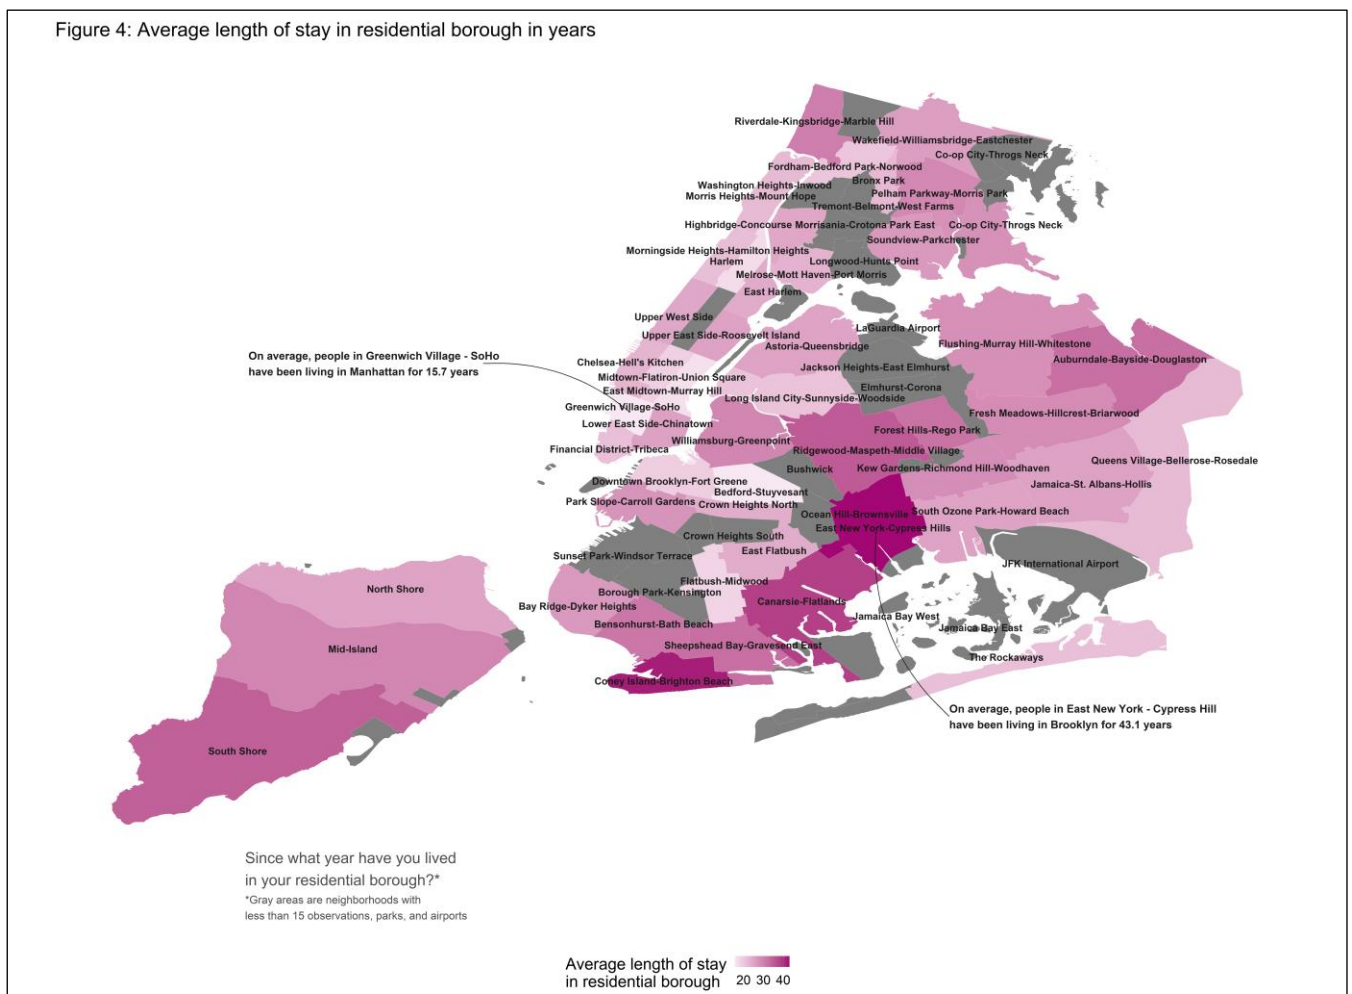 Figure 4: Average length of stay in residential borough in years
Riverdale-Kingsbridge-Marble Hill
Wakefield-Williamsbridge-Eastchester
Co-op City-Throgs Neck
Fordham-Bedford Park-Norwood
Bronx Park
Washington Heights-Inwood
Pelham Parkway-Morris Park
Morris Heights-Mount Hope
Tremont-Belmont-West Farms
Highbridge-Concourse Morrisania-Crotona Park East
Co-op City-Throgs Neck
Soundview-Parkchester
Morningside Heights-Hamilton Heights
Harlem
Longwood-Hunts Point
Melrose-Mott Haven-Port Morris
East Harlem
Upper West Side
LaGuardia Airport
Upper East Side-Roosevelt Island
Astoria-Queensbridge
Flushing-Murray Hill-Whitestone
On average, people in Greenwich Village - SoHo
have been living in Manhattan for 15.7 years
Auburndale-Bayside-Douglaston
Chelsea-Hell's Kitchen
Jackson Heights-East Elmhurst
Midtown-Flatiron-Union Square
Elmhurst-Corona
East Midtown-Murray Hill
Long Island City-Sunnyside-Woodside
Greenwich Village-SoHo
Fresh Meadows-Hillcrest-Briarwood
Lower East Side-Chinatown
Forest Hills-Rego Park
Williamsburg-Greenpoint
Financial District-Tribeca
Ridgewood-Maspeth-Middle Village
Queens Village-Bellerose-Rosedale
Bushwick
Kew Gardens-Richmond Hill-Woodhaven
Downtown Brooklyn-Fort Greene
Jamaica-St. Albans-Hollis
Bedford-Stuyvesant
Park Slope-Carroll Gardens
Crown Heights North
Ocean Hill-Brownsville
South Ozone Park-Howard Beach
East New York-Cypress Hills
Crown Heights South
East Flatbush
Sunset Park-Windsor Terrace
JFK International Airport
Flatbush-Midwood
North Shore
Borough Park-Kensington
Canarsie-Flatlands
Bay Ridge-Dyker Heights
Jamaica Bay West
Bensonhurst-Bath Beach
Jamaica Bay East
Mid-Island
Sheepshead Bay-Gravesend East
The Rockaways
Coney Island-Brighton Beach
On average, people in East New York - Cypress Hill
have been living in Brooklyn for 43.1 years
South Shore
Since what year have you lived
in your residential borough?*
*Gray areas are neighborhoods with
less than 15 observations, parks, and airports
Average length of stay
in residential borough
20 30 40